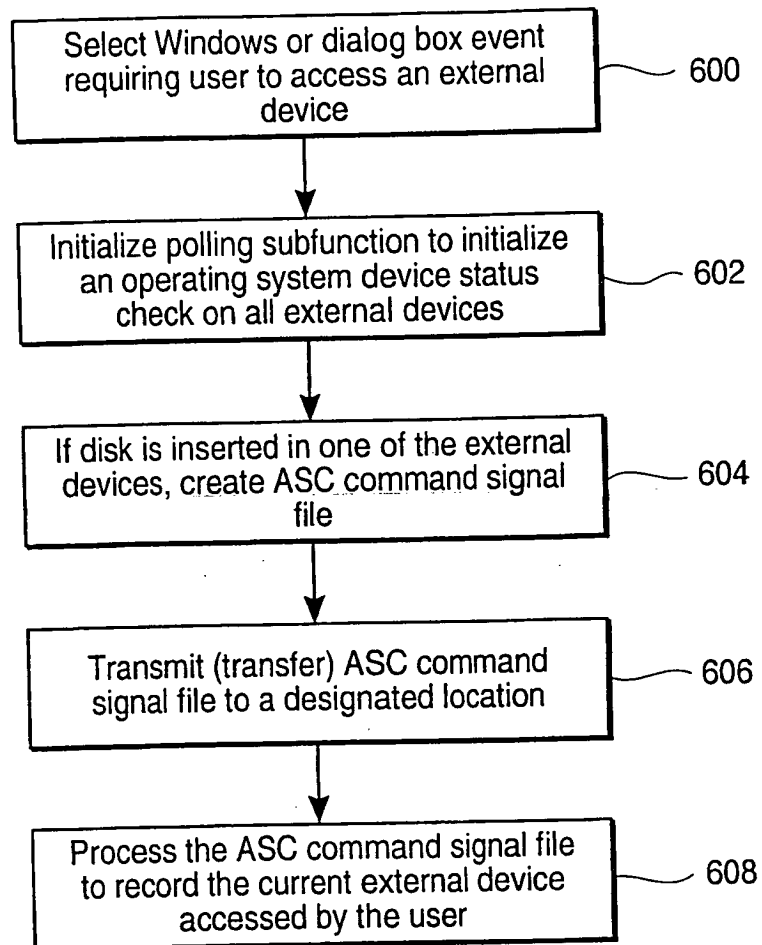 Select Windows or dialog box event
requiring user to access an external
device
600
Initialize polling subfunction to initialize
an operating system device status
check on all external devices
602
If disk is inserted in one of the external
devices, create ASC command signal
file
604
Transmit (transfer) ASC command
signal file to a designated location
606
Process the ASC command signal file
to record the current external device
accessed by the user
608